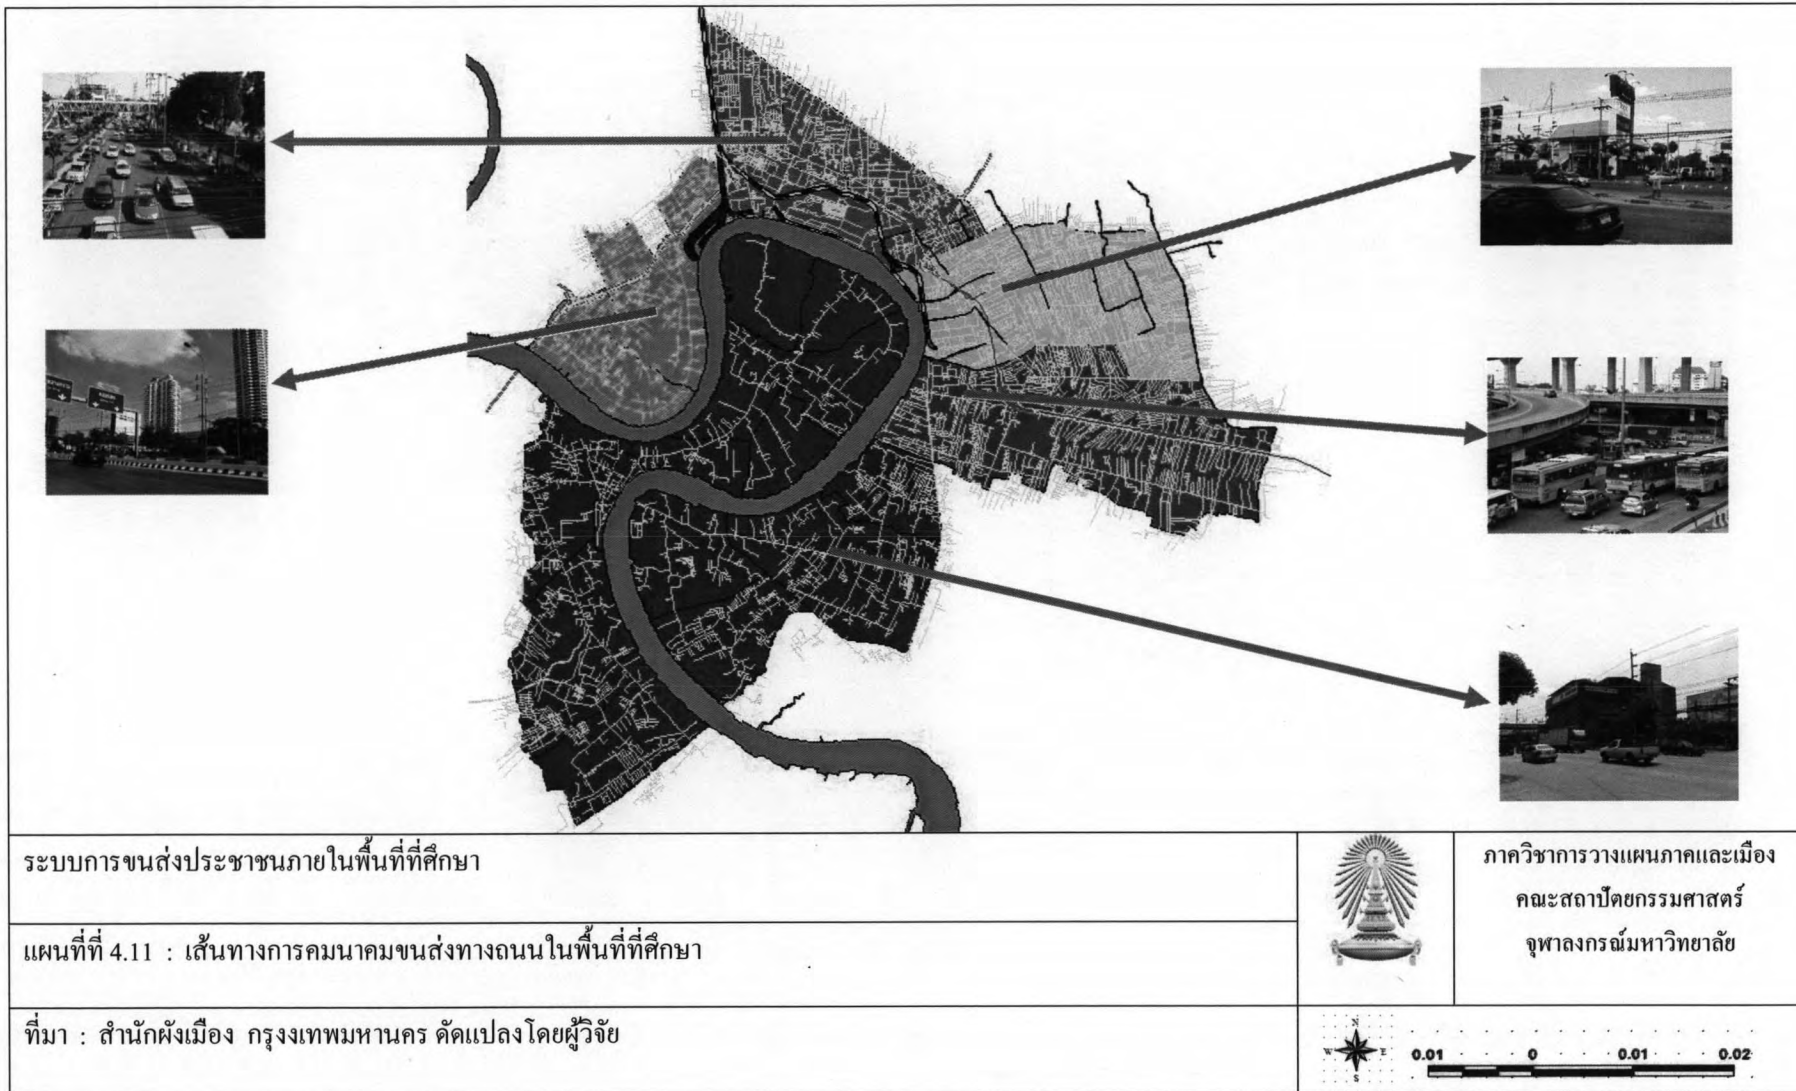 ระบบการขนส่งประชาชนภายในพื้นที่ที่ศึกษา
แผนที่ที่ 4.11 : เส้นทางการคมนาคมขนส่งทางถนนในพื้นที่ที่ศึกษา
ที่มา : สำนักผังเมือง กรุงงเทพมหานคร ดัดแปลงโดยผู้วิจัย
ภาควิชาการวางแผนภาคและเมือง
คณะสถาปัตยกรรมศาสตร์
จุฬาลงกรณ์มหาวิทยาลัย
N
W E
S
0.01 0 0.01 0.02